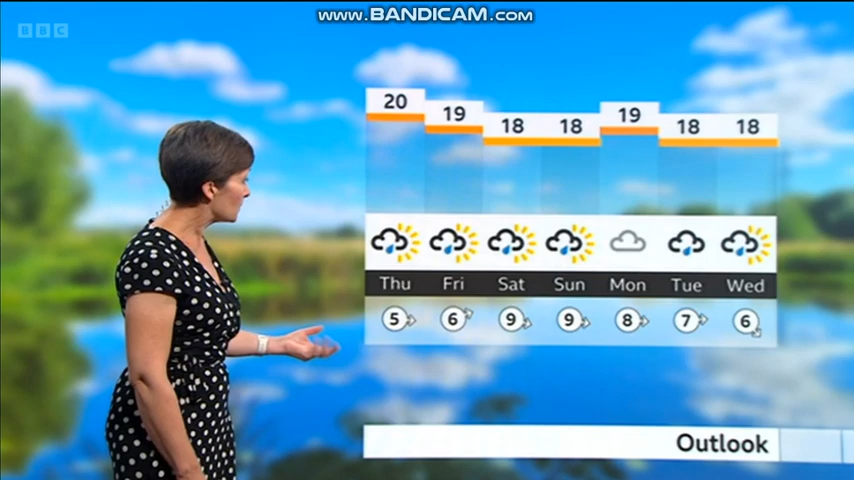 www.BANDICAM.com
BBC
20 19 18 18 19 18 18
Thu Fri Sat Sun Mon Tue Wed
5 6 9 9 8 7 6
Outlook